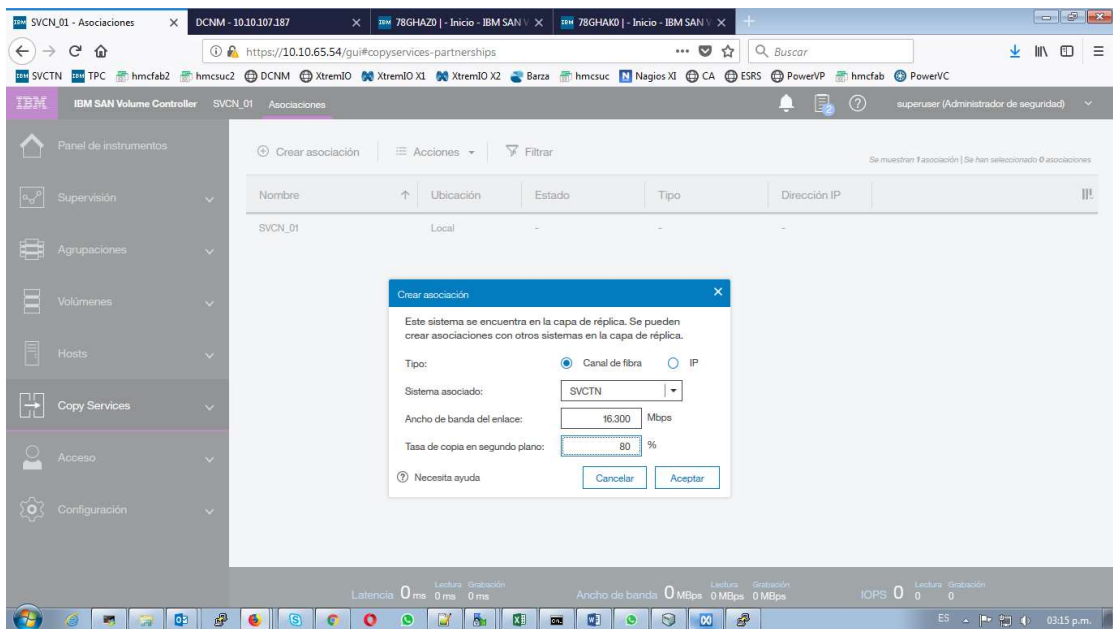 SVCN_01 - Asociaciones
DCNM - 10.10.107.187
78GHAZ0 | - Inicio - IBM SAN V
78GHAK0 | - Inicio - IBM SAN V
https://10.10.65.54/gui#copyservices-partnerships
Buscar
SVCTN TPC hmcfab2 hmcsuc2 DCNM XtremIO XtremIO X1 XtremIO X2 Barza hmcsuc Nagios XI CA ESRS PowerVP hmcfab PowerVC
IBM IBM SAN Volume Controller SVCN_01 Asociaciones
2
superuser (Administrador de seguridad)
Panel de instrumentos
Supervisión
Agrupaciones
Volúmenes
Hosts
Copy Services
Acceso
Configuración
Crear asociación Acciones Filtrar
Se muestran 1 asociación | Se han seleccionado 0 asociaciones
Nombre Ubicación Estado Tipo Dirección IP
SVCN_01 Local - - -
Crear asociación
Este sistema se encuentra en la capa de réplica. Se pueden
crear asociaciones con otros sistemas en la capa de réplica.
Tipo: Canal de fibra IP
Sistema asociado: SVCTN
Ancho de banda del enlace: 16.300 Mbps
Tasa de copia en segundo plano: 80 %
Necesita ayuda Cancelar Aceptar
Latencia 0 ms Lectura 0 ms Grabación 0 ms
Ancho de banda 0 MBps Lectura 0 MBps Grabación 0 MBps
IOPS 0 Lectura 0 Grabación 0
ES 03:15 p.m.